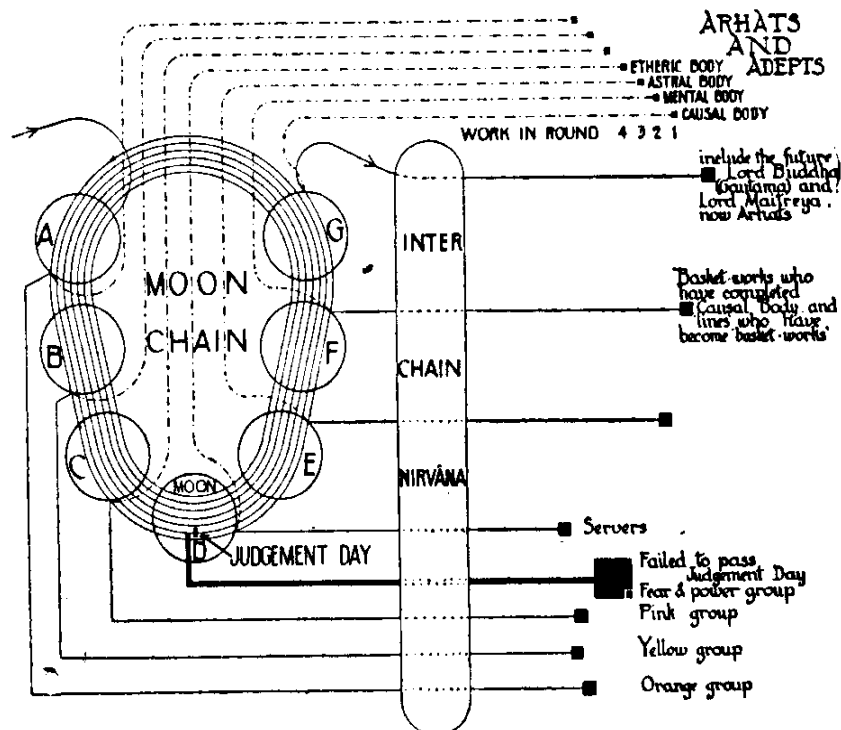 ARHATS
AND
ADEPTS
ETHERIC BODY
ASTRAL BODY
MENTAL BODY
CAUSAL BODY
WORK IN ROUND 4 3 2 1
include the future
Lord Buddha
(Gautama) and
Lord Maitreya,
now Arhats
A
G
MOON
CHAIN
INTER
CHAIN
NIRVÂNA
Basket-works who
have completed
Causal Body and
lines who have
become basket-works
B
F
C
E
MOON
D
JUDGEMENT DAY
Servers
Failed to pass
Judgement Day
Fear & power group
Pink group
Yellow group
Orange group